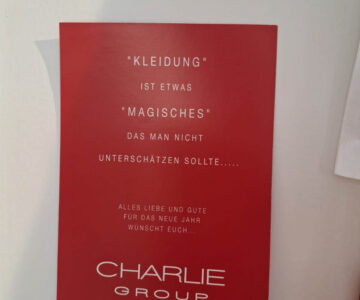 "KLEIDUNG"
IST ETWAS
"MAGISCHES"
DAS MAN NICHT
UNTERSCHÄTZEN SOLLTE.....
ALLES LIEBE UND GUTE
FÜR DAS NEUE JAHR
WÜNSCHT EUCH...
CHARLIE
GROUP